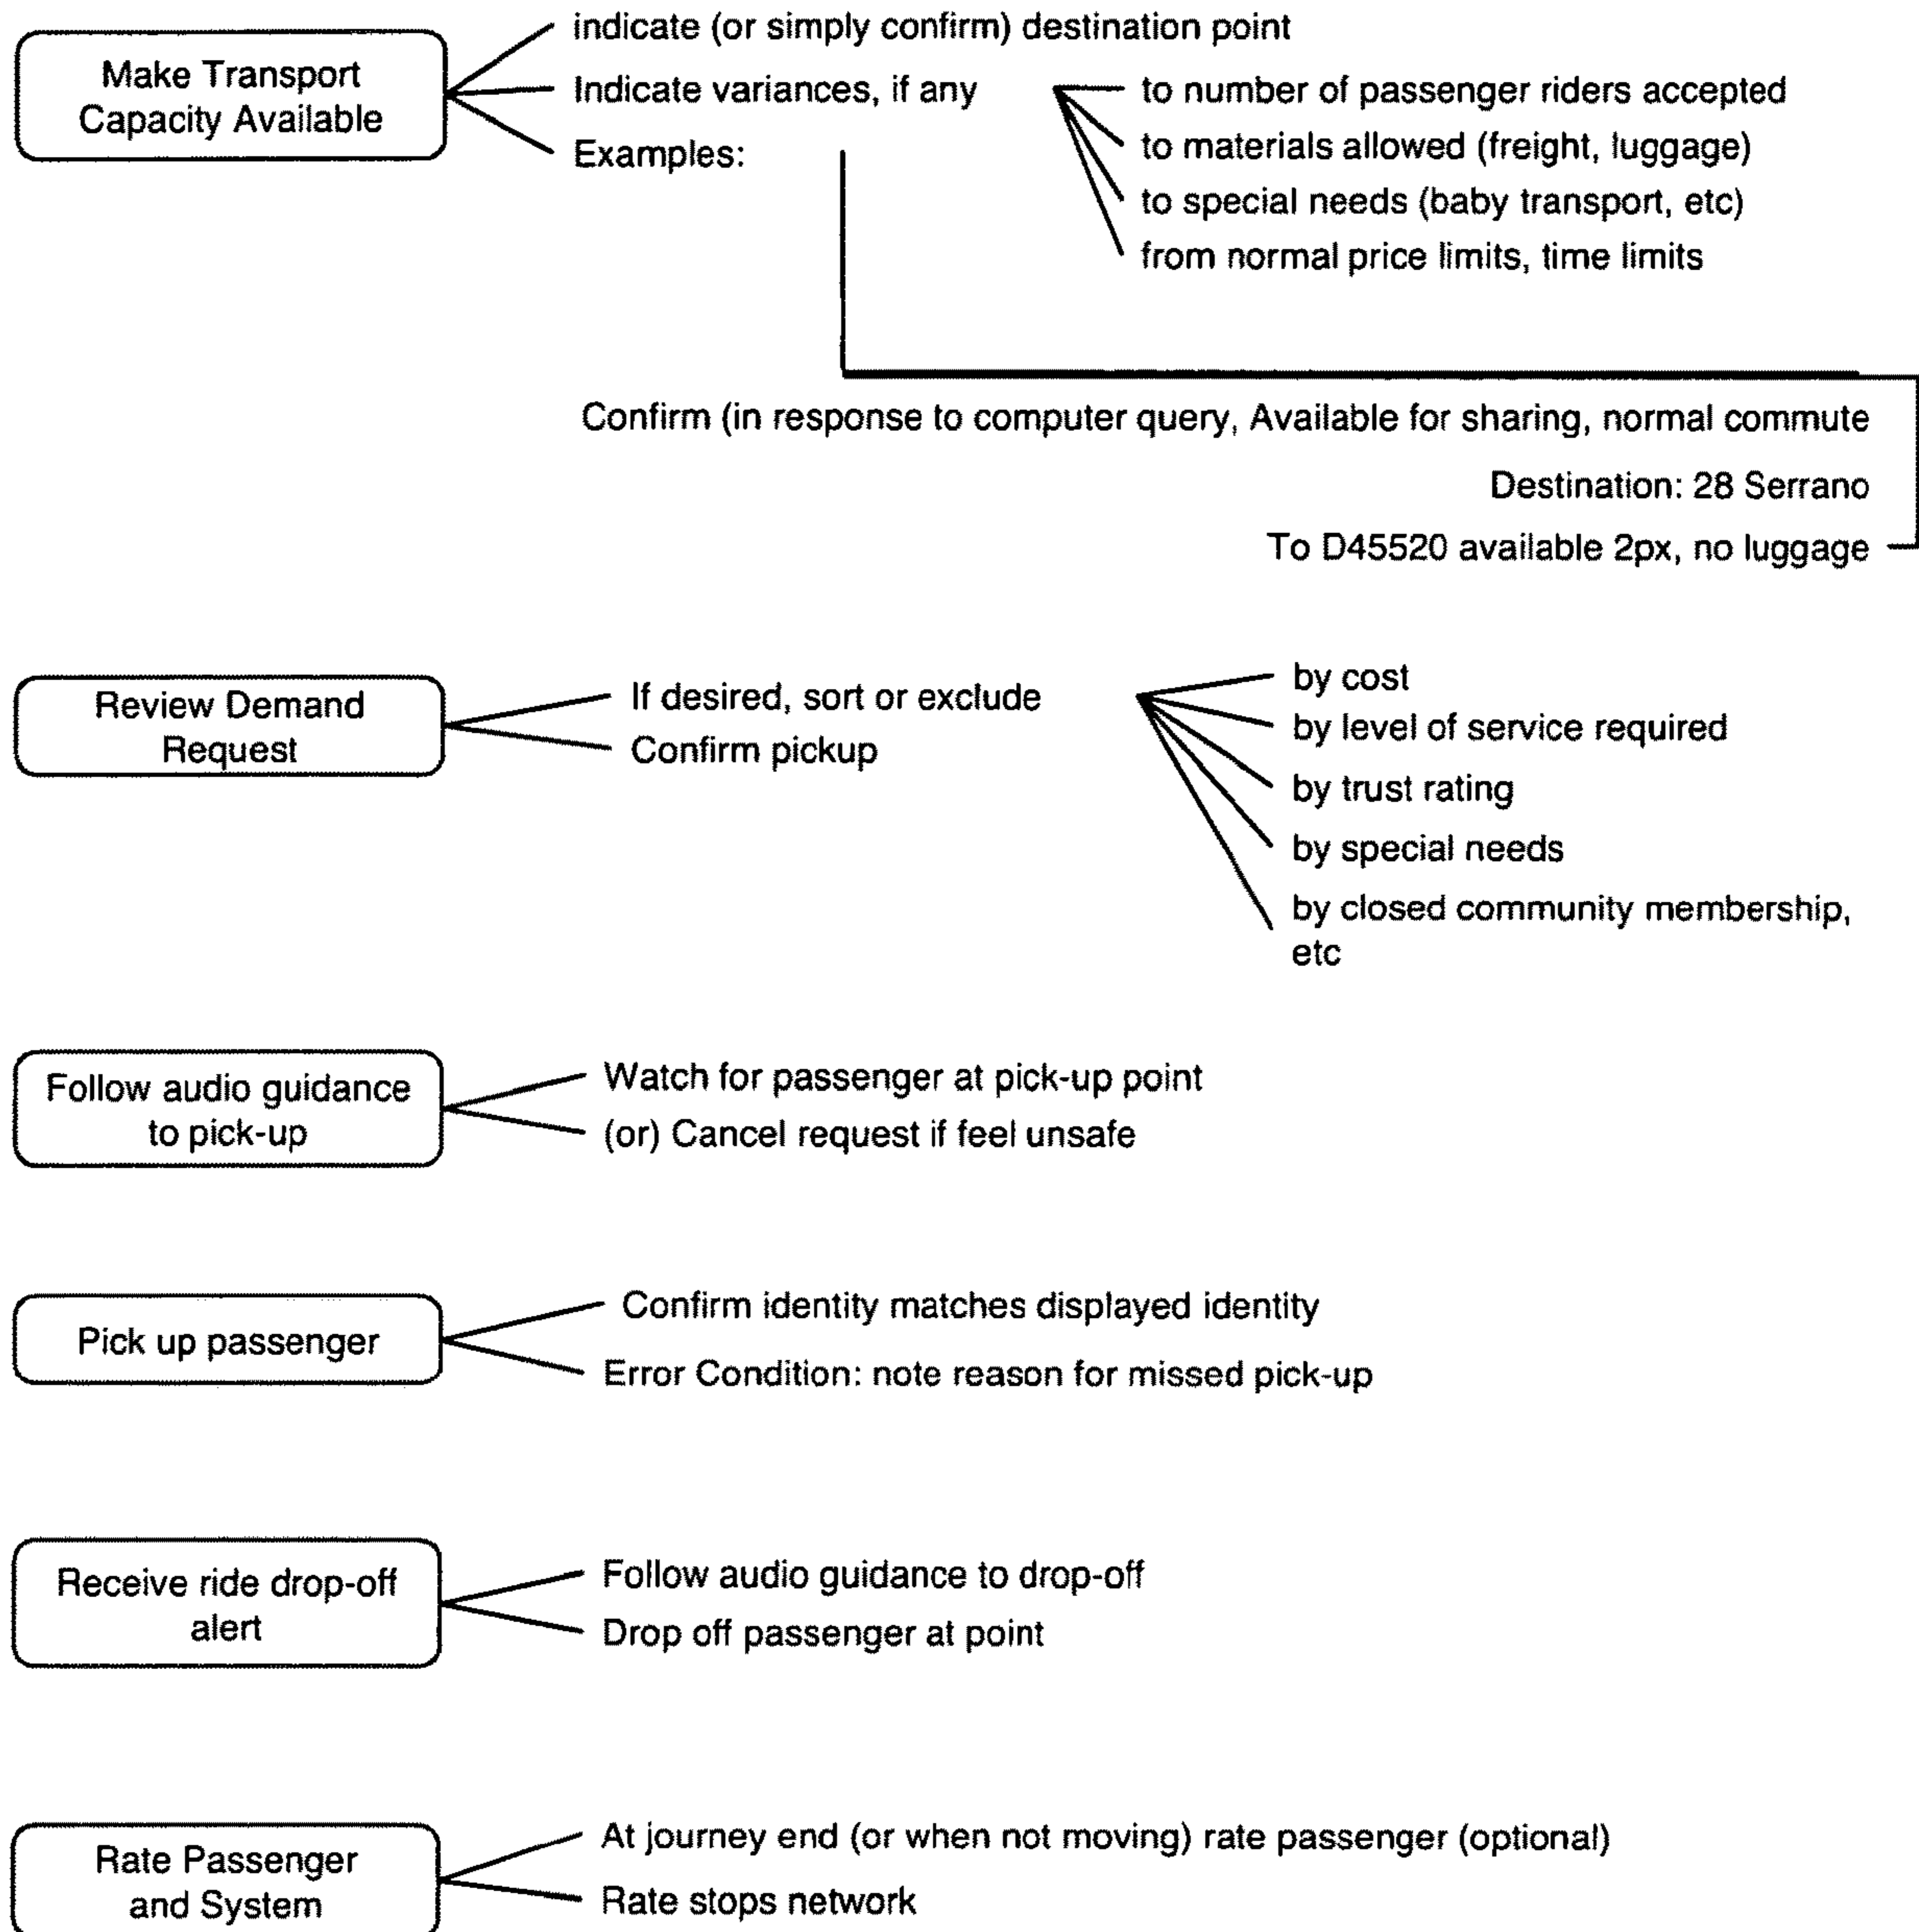 Make Transport
Capacity Available
indicate (or simply confirm) destination point
Indicate variances, if any
Examples:
to number of passenger riders accepted
to materials allowed (freight, luggage)
to special needs (baby transport, etc)
from normal price limits, time limits
Confirm (in response to computer query, Available for sharing, normal commute
Destination: 28 Serrano
To D45520 available 2px, no luggage
Review Demand
Request
If desired, sort or exclude
Confirm pickup
by cost
by level of service required
by trust rating
by special needs
by closed community membership,
etc
Follow audio guidance
to pick-up
Watch for passenger at pick-up point
(or) Cancel request if feel unsafe
Pick up passenger
Confirm identity matches displayed identity
Error Condition: note reason for missed pick-up
Receive ride drop-off
alert
Follow audio guidance to drop-off
Drop off passenger at point
Rate Passenger
and System
At journey end (or when not moving) rate passenger (optional)
Rate stops network